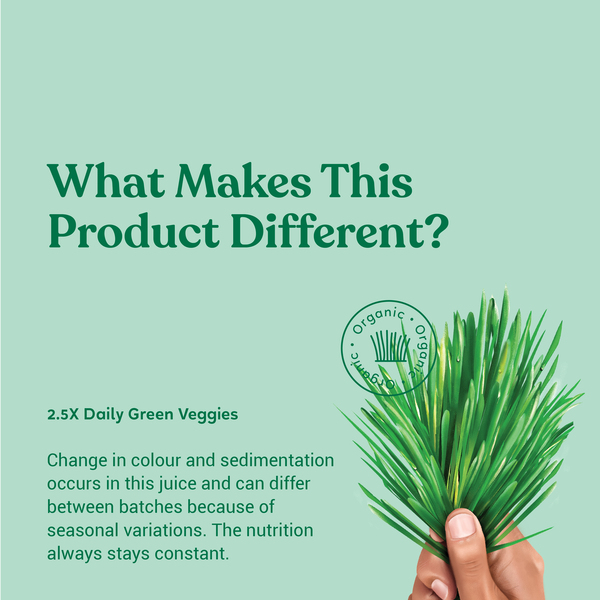 What Makes This
Product Different?
Organic • Organic • Organic •
2.5X Daily Green Veggies
Change in colour and sedimentation
occurs in this juice and can differ
between batches because of
seasonal variations. The nutrition
always stays constant.